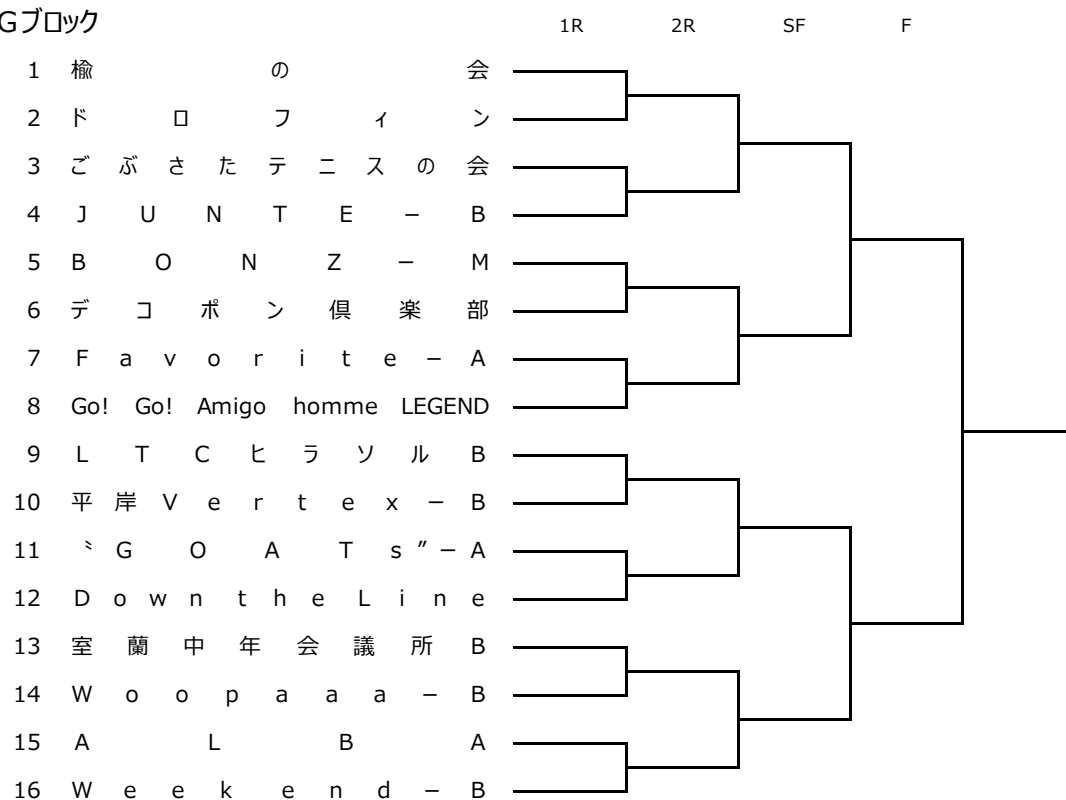 Gブロック
1R 2R SF F
1 楡の会
2 ドロフィン
3 ごぶさたテニスの会
4 JUNTE－B
5 BONZ－M
6 デコポン倶楽部
7 Favorite－A
8 Go! Go! Amigo homme LEGEND
9 LTCヒラソルB
10 平岸Vertex－B
11 〝GOATs”－A
12 Down the Line
13 室蘭中年会議所B
14 Woopaaa－B
15 ALBA
16 Weekend－B